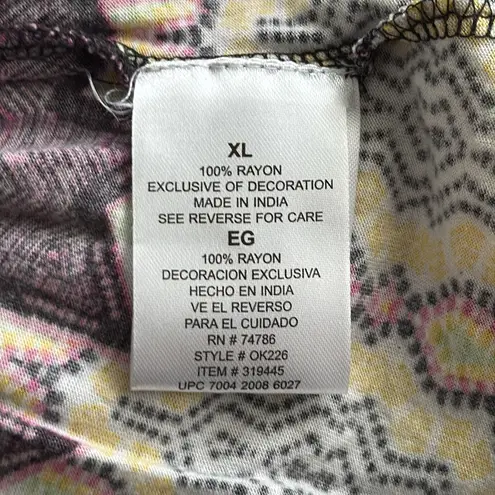 XL
100% RAYON
EXCLUSIVE OF DECORATION
MADE IN INDIA
SEE REVERSE FOR CARE
EG
100% RAYON
DECORACION EXCLUSIVA
HECHO EN INDIA
VE EL REVERSO
PARA EL CUIDADO
RN # 74786
STYLE # OK226
ITEM # 319445
UPC 7004 2008 6027